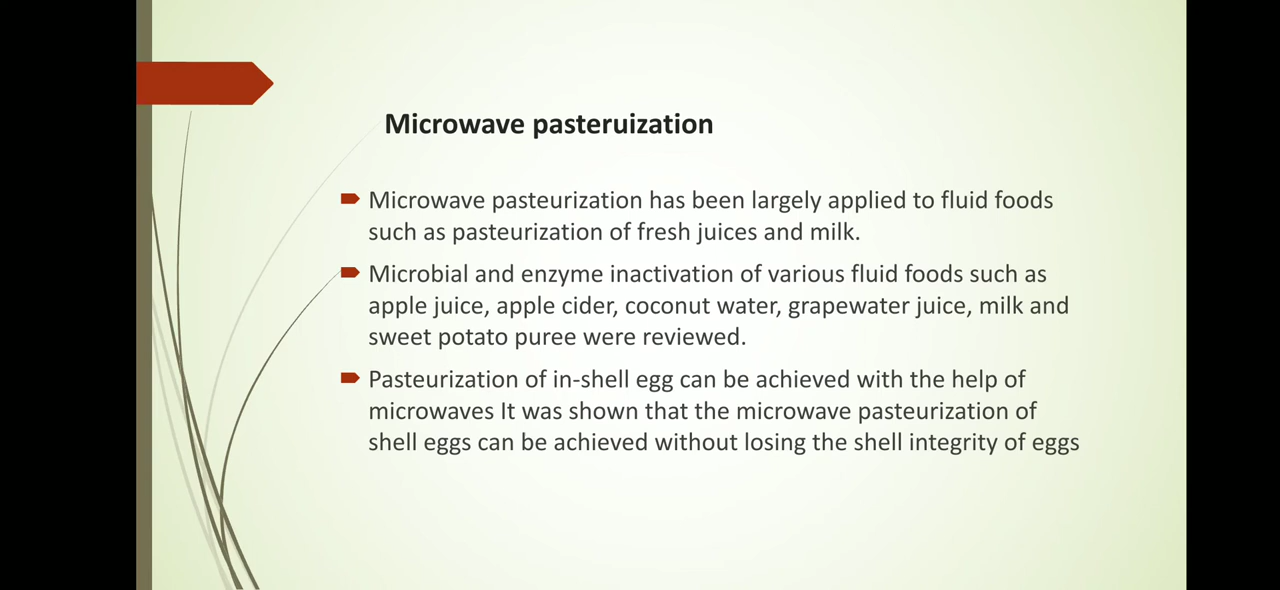 Microwave pasteruization
Microwave pasteurization has been largely applied to fluid foods
such as pasteurization of fresh juices and milk.
Microbial and enzyme inactivation of various fluid foods such as
apple juice, apple cider, coconut water, grapewater juice, milk and
sweet potato puree were reviewed.
Pasteurization of in-shell egg can be achieved with the help of
microwaves It was shown that the microwave pasteurization of
shell eggs can be achieved without losing the shell integrity of eggs